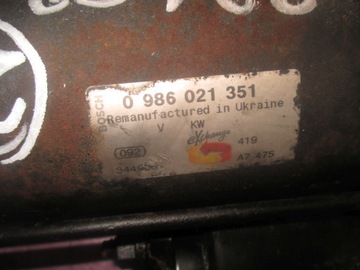 BOSCH
0 986 021 351
Remanufactured in Ukraine
V KW
eXchange
092 419
A7 475